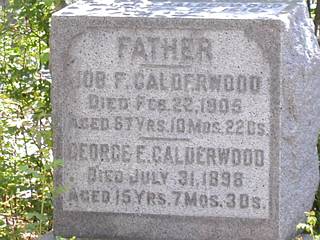 FATHER
JOB F. CALDERWOOD
DIED FEB. 22, 1905
AGED 67 YRS. 10 MOS. 22 DS.
GEORGE E. CALDERWOOD
DIED JULY 31, 1898
AGED 15 YRS. 7 MOS. 3 DS.